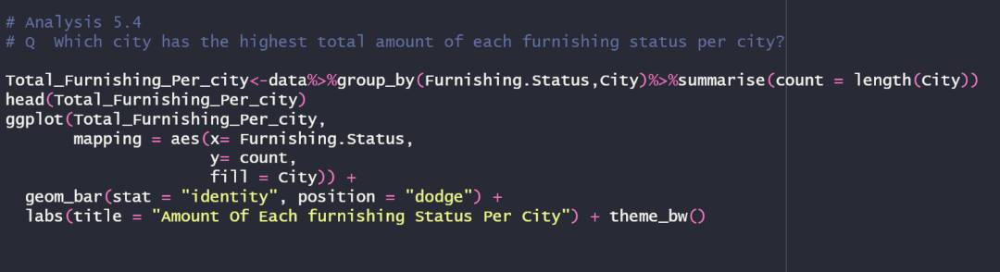 # Analysis 5.4
# Q  Which city has the highest total amount of each furnishing status per city?
Total_Furnishing_Per_city<-data%>%group_by(Furnishing.Status,City)%>%summarise(count = length(City))
head(Total_Furnishing_Per_city)
ggplot(Total_Furnishing_Per_city,
mapping = aes(x= Furnishing.Status,
y= count,
fill = City)) +
geom_bar(stat = "identity", position = "dodge") +
labs(title = "Amount Of Each furnishing Status Per City") + theme_bw()